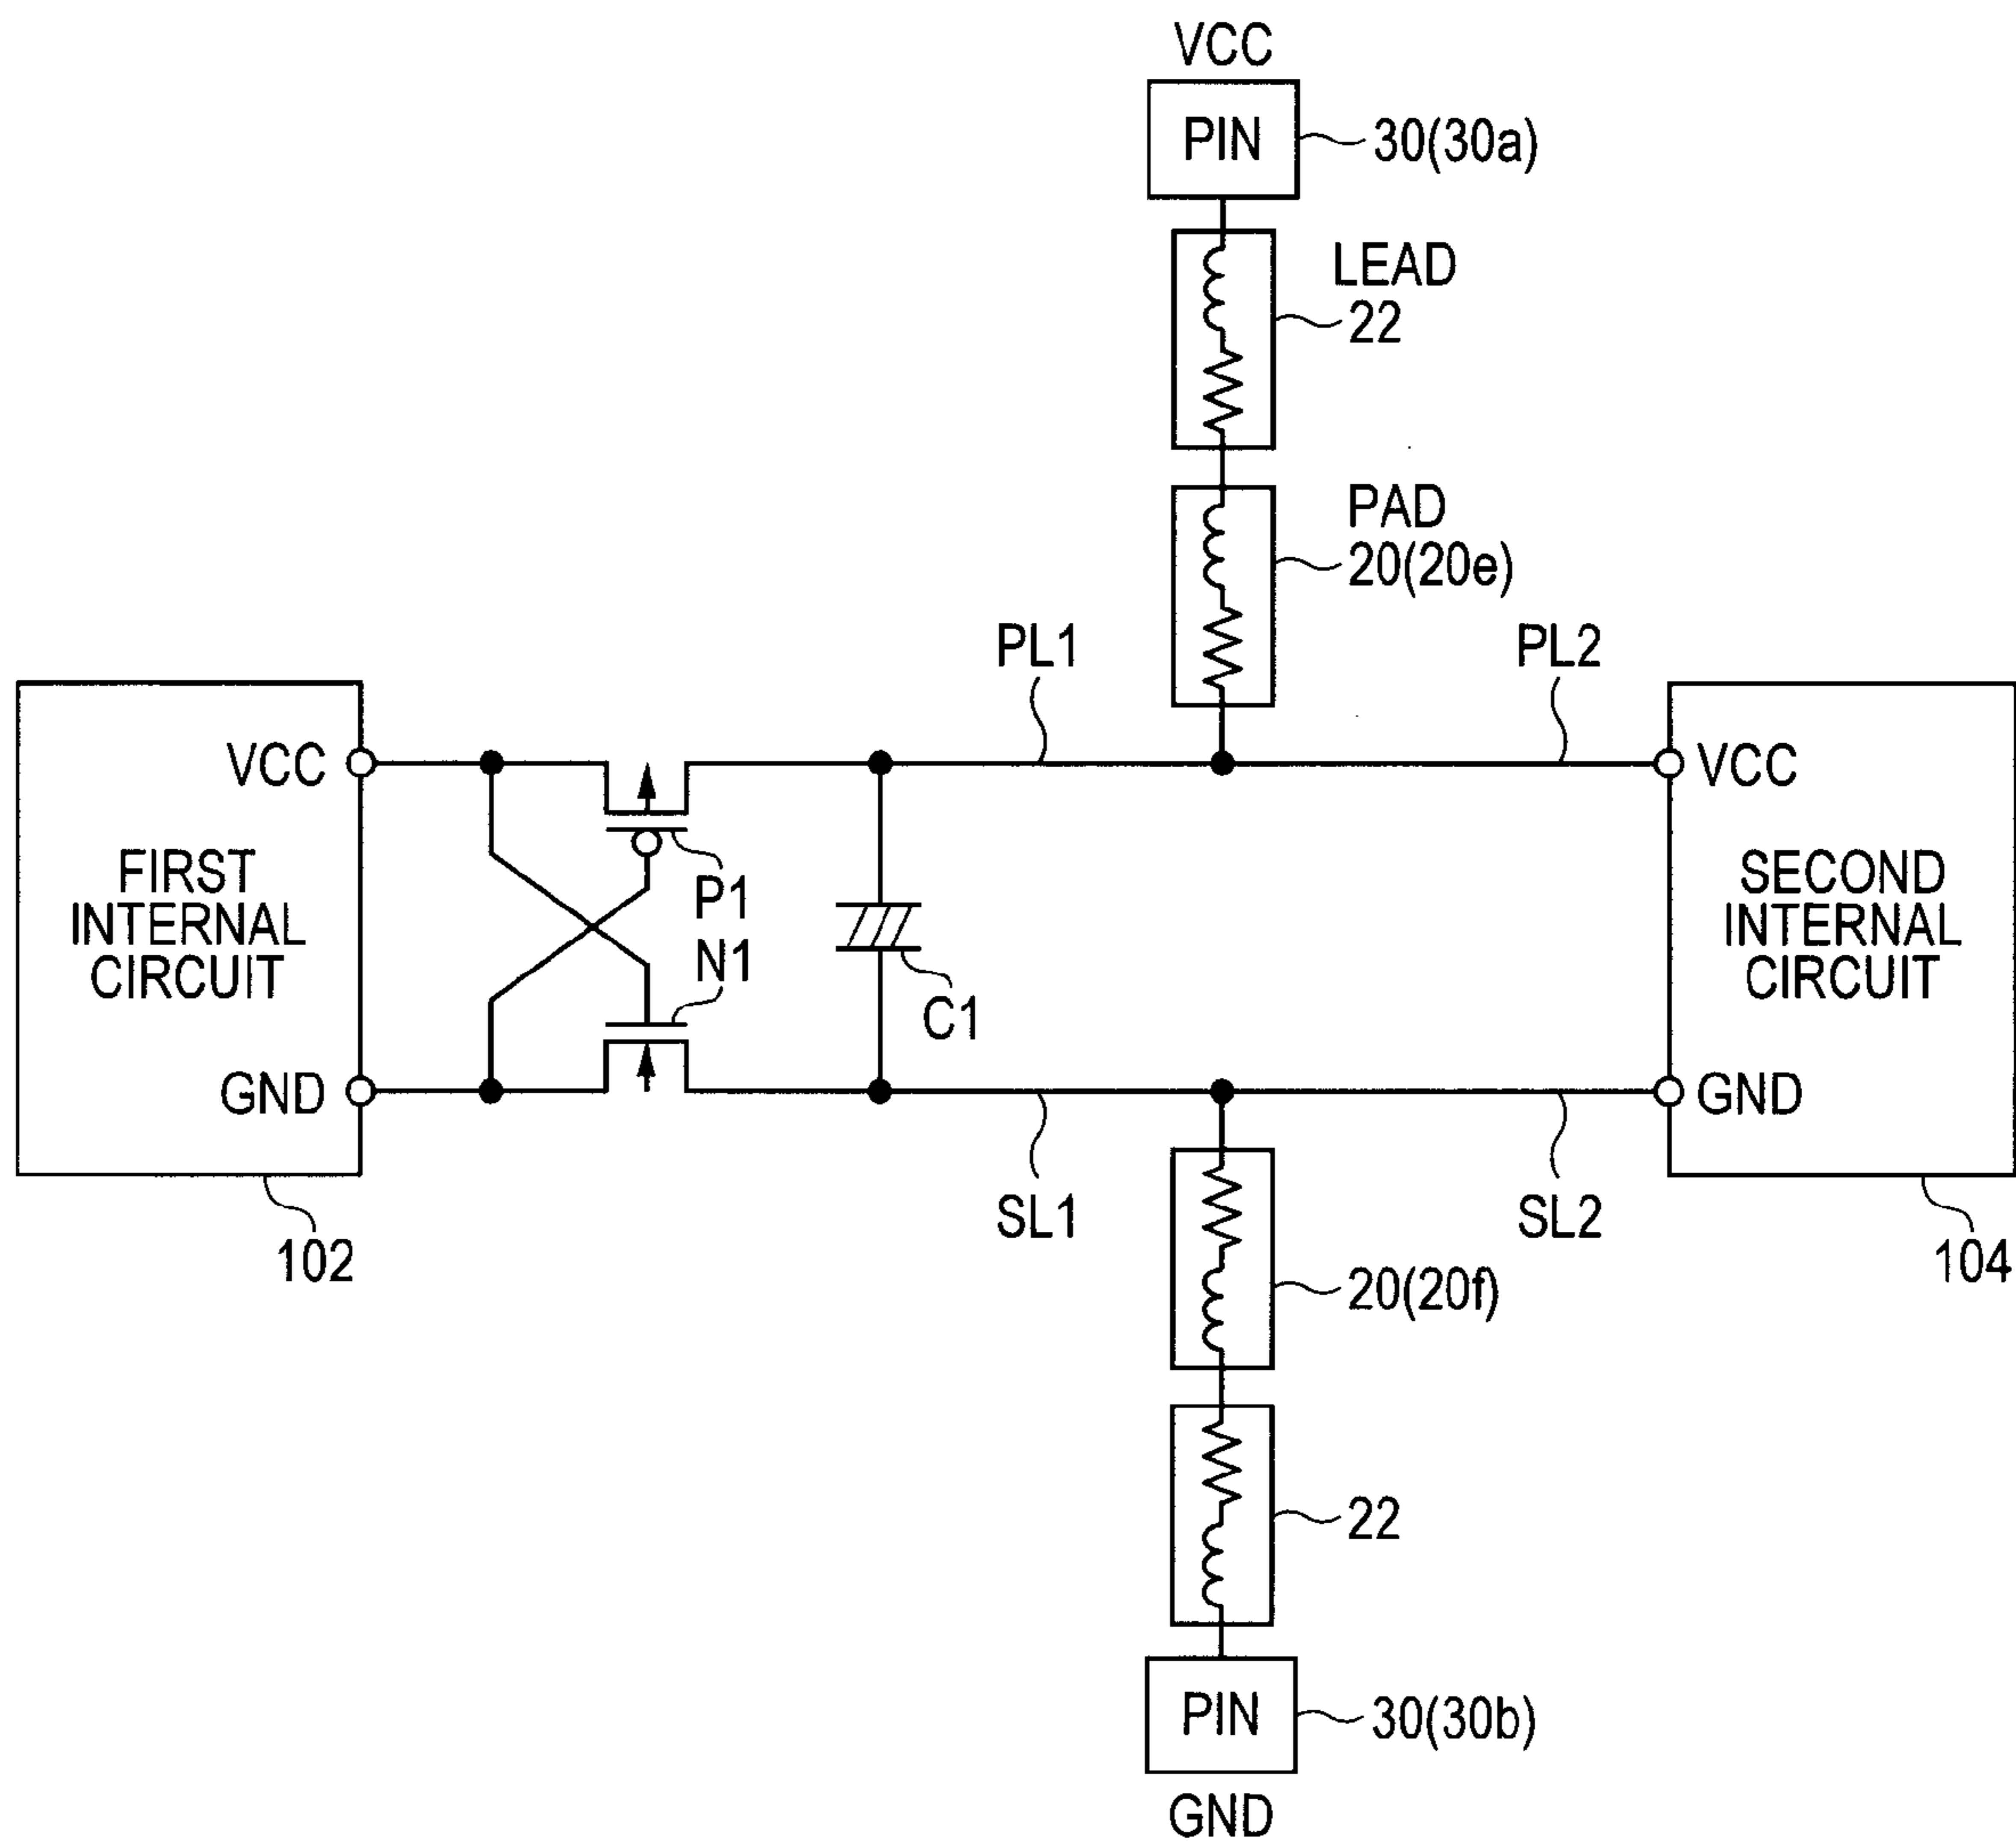 VCC
PIN
30(30a)
LEAD
22
PAD
20(20e)
PL1
PL2
VCC
VCC
FIRST
INTERNAL
CIRCUIT
P1
N1
C1
SECOND
INTERNAL
CIRCUIT
GND
GND
SL1
SL2
102
104
20(20f)
22
PIN
30(30b)
GND